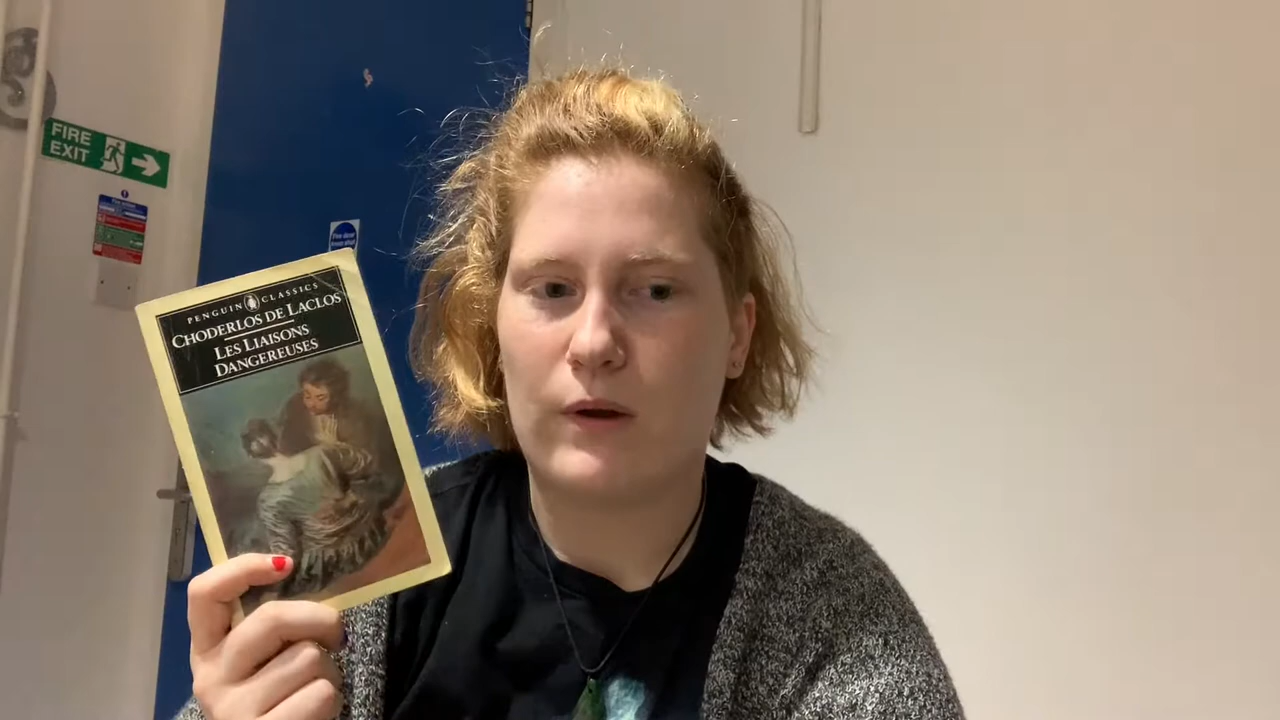 FIRE
EXIT
PENGUIN CLASSICS
CHODERLOS DE LACLOS
LES LIAISONS
DANGEREUSES